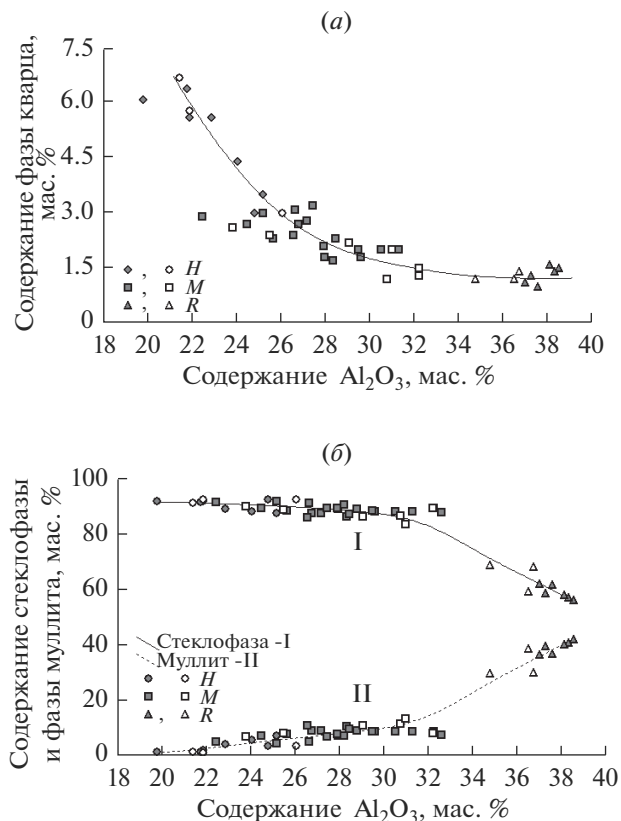 (а)
Содержание фазы кварца,
мас. %
7.5
6.0
4.5
3.0
1.5
0
, H
, M
, R
18 20 22 24 26 28 30 32 34 36 38 40
Содержание Al₂O₃, мас. %
(б)
Содержание стеклофазы
и фазы муллита, мас. %
100
80
60
40
20
0
I
Стеклофаза -I
Муллит -II
II
, H
, M
, R
18 20 22 24 26 28 30 32 34 36 38 40
Содержание Al₂O₃, мас. %